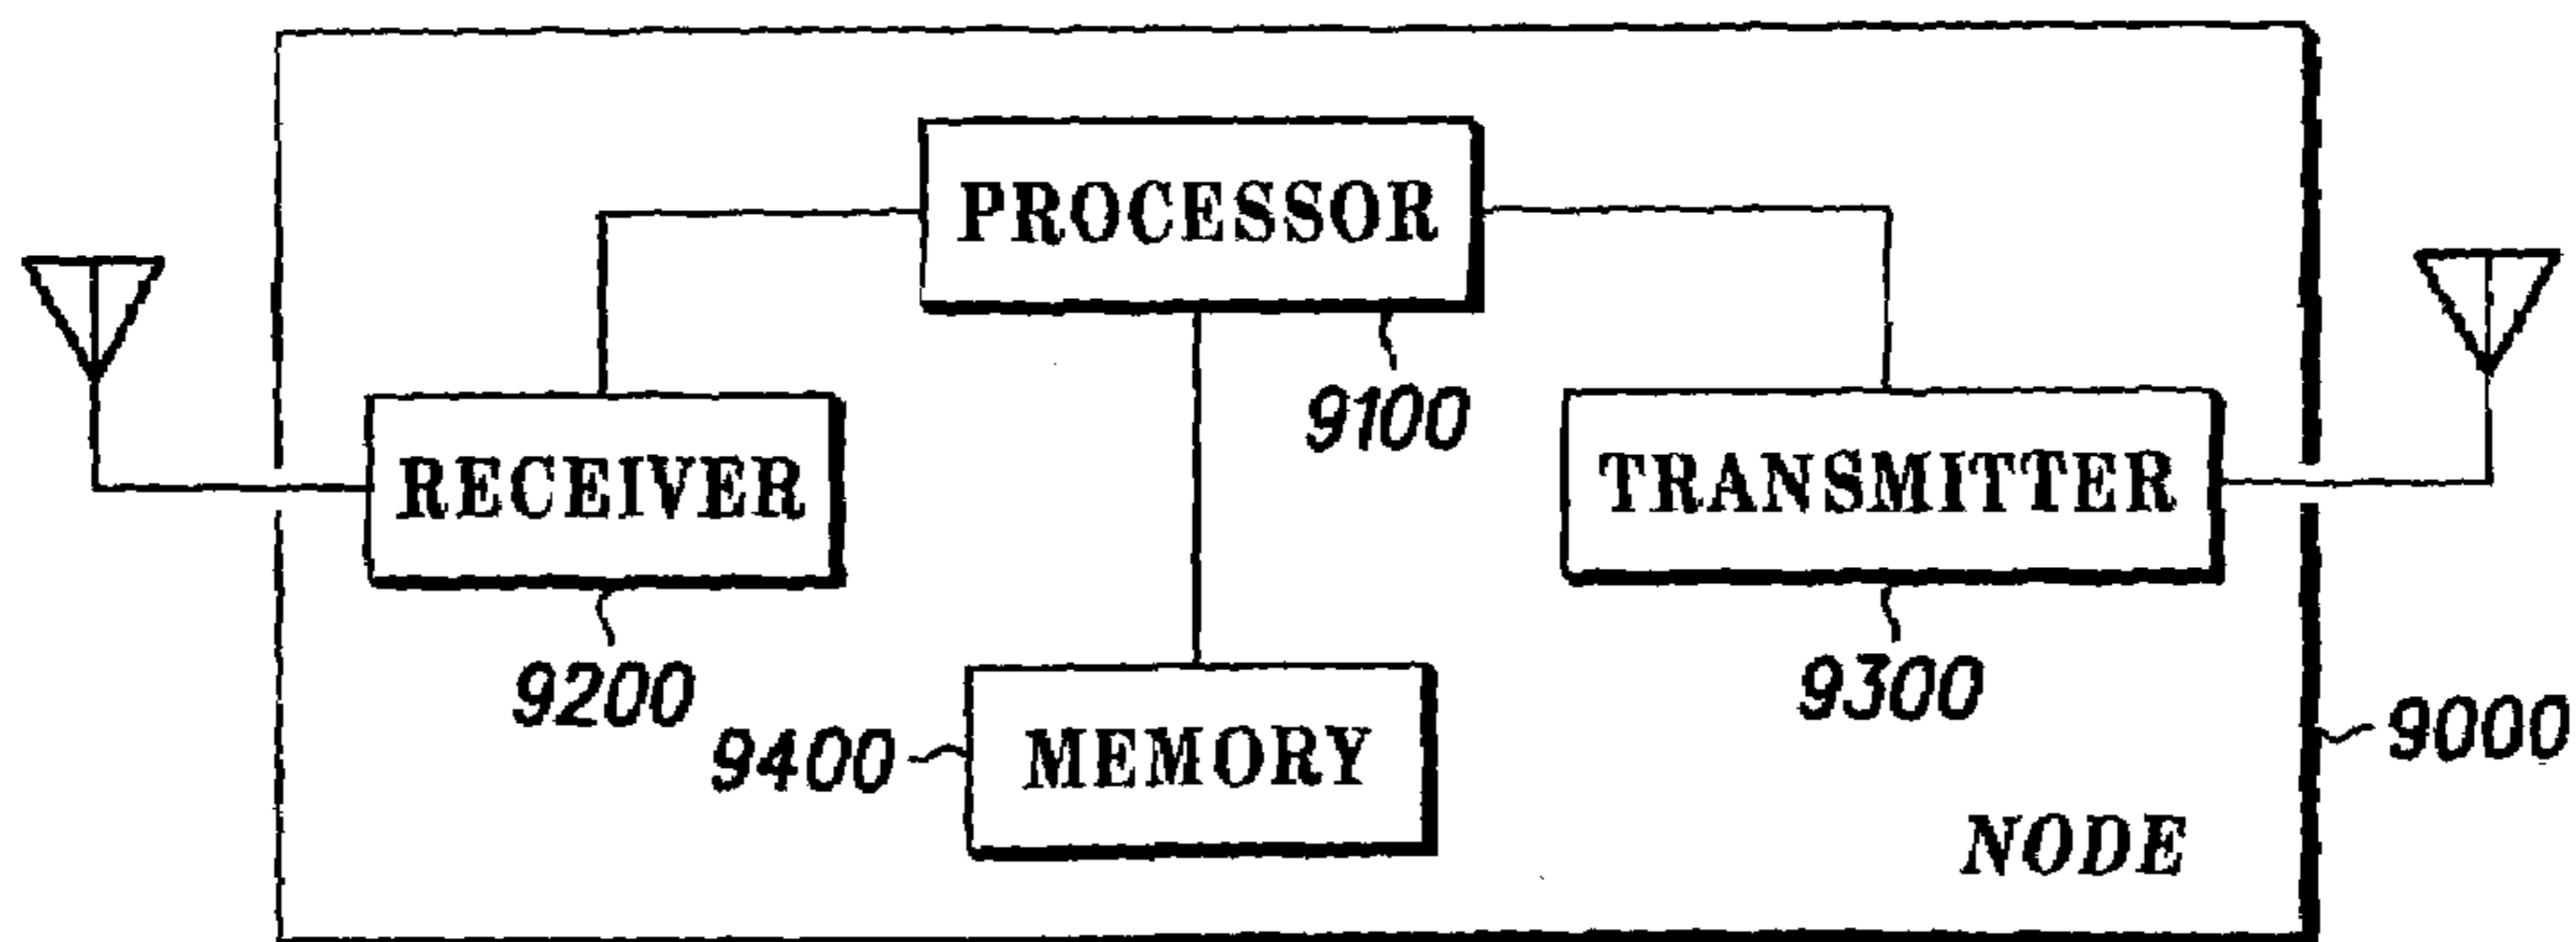 PROCESSOR
9100
RECEIVER
TRANSMITTER
9200
9300
9400
MEMORY
9000
NODE